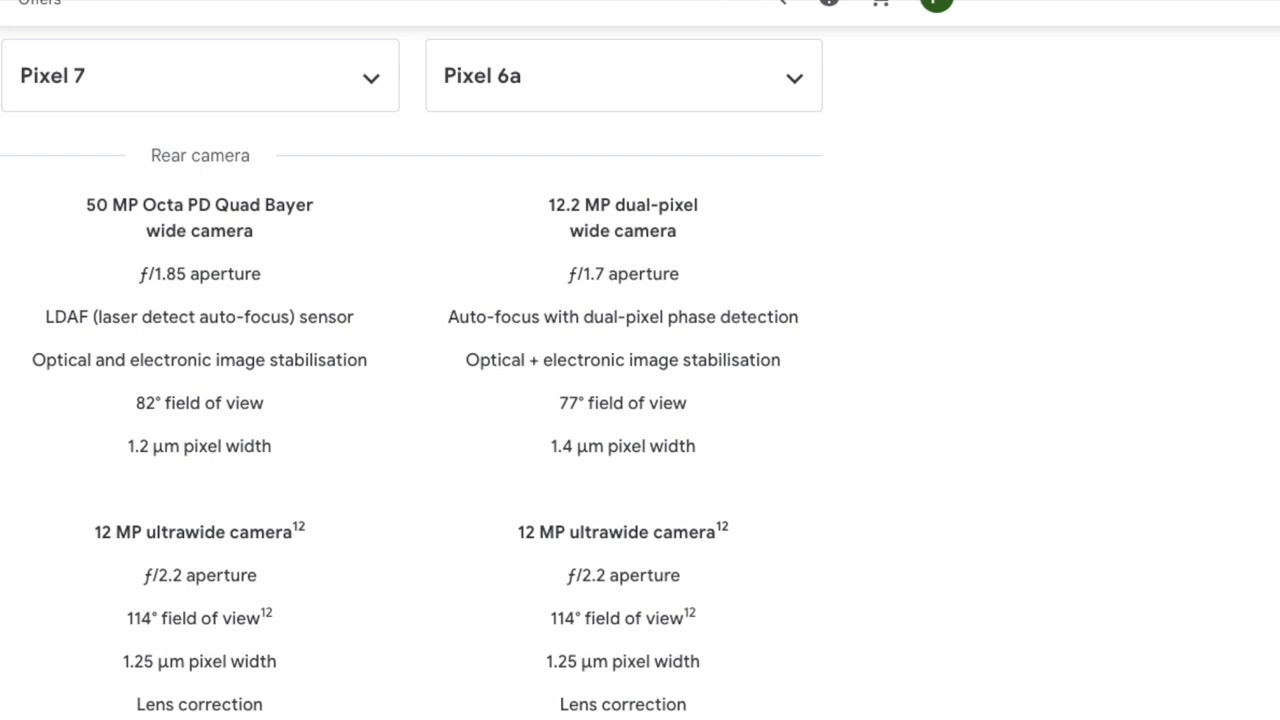 Offers
Pixel 7
Pixel 6a
Rear camera
50 MP Octa PD Quad Bayer
wide camera
ƒ/1.85 aperture
LDAF (laser detect auto-focus) sensor
Optical and electronic image stabilisation
82° field of view
1.2 μm pixel width
12 MP ultrawide camera12
ƒ/2.2 aperture
114° field of view12
1.25 μm pixel width
Lens correction
12.2 MP dual-pixel
wide camera
ƒ/1.7 aperture
Auto-focus with dual-pixel phase detection
Optical + electronic image stabilisation
77° field of view
1.4 μm pixel width
12 MP ultrawide camera12
ƒ/2.2 aperture
114° field of view12
1.25 μm pixel width
Lens correction